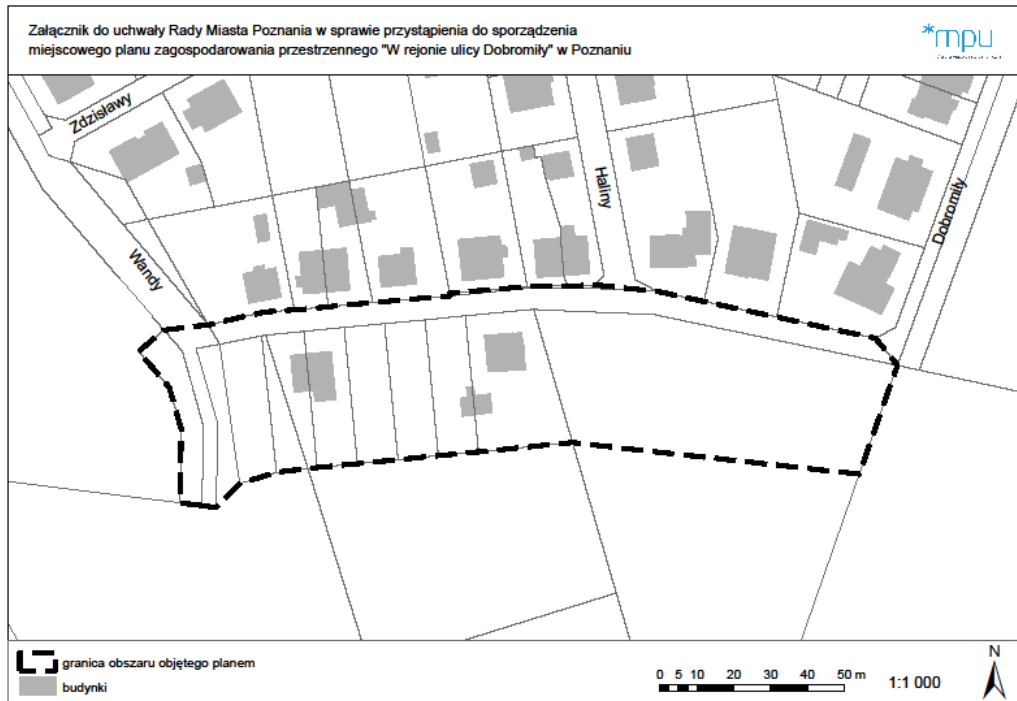 Załącznik do uchwały Rady Miasta Poznania w sprawie przystąpienia do sporządzenia
miejscowego planu zagospodarowania przestrzennego "W rejonie ulicy Dobromiły" w Poznaniu
*mpu
Zdzisławy
Haliny
Dobromiły
Wandy
granica obszaru objętego planem
budynki
0 5 10 20 30 40 50 m
1:1 000
N